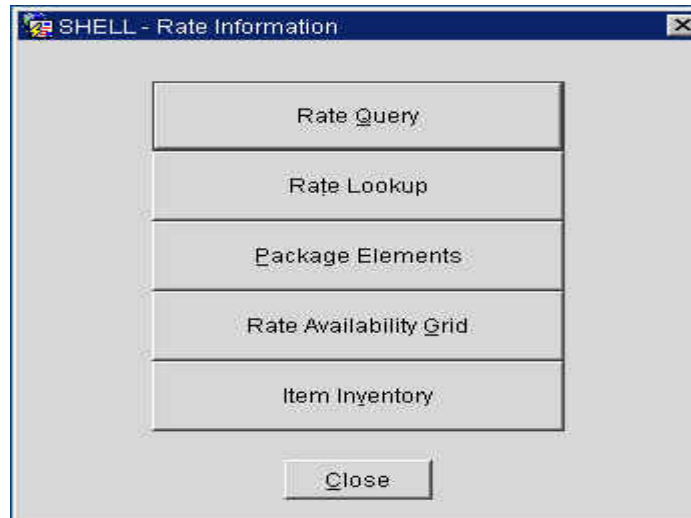 SHELL - Rate Information
Rate Query
Rate Lookup
Package Elements
Rate Availability Grid
Item Inventory
Close